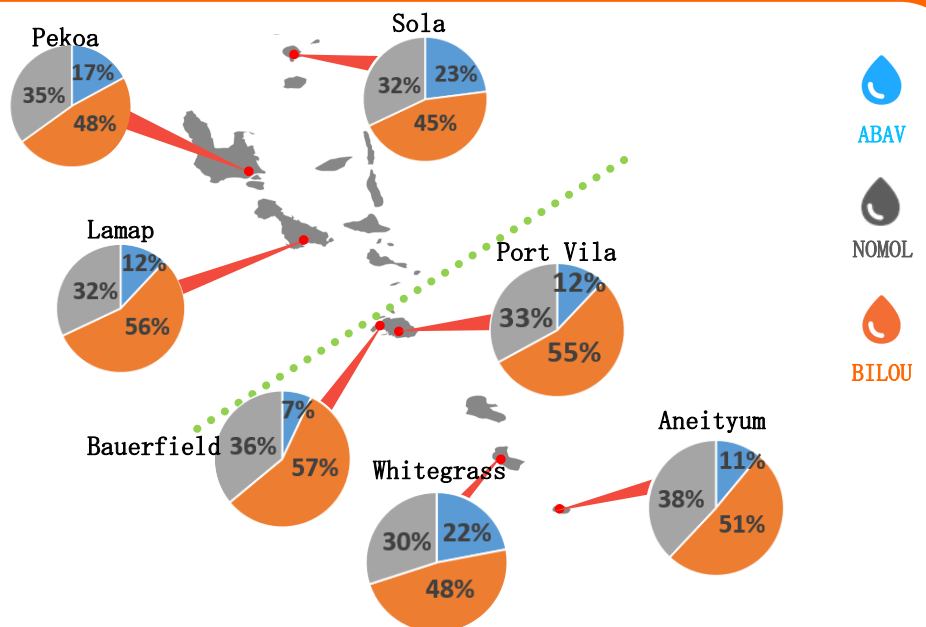 Sola
Pekoa
17%
35%
48%
32%
23%
45%
ABAV
NOMOL
BILOU
Lamap
12%
32%
56%
Port Vila
12%
33%
55%
Bauerfield
7%
36%
57%
Whitegrass
22%
30%
48%
Aneityum
11%
38%
51%